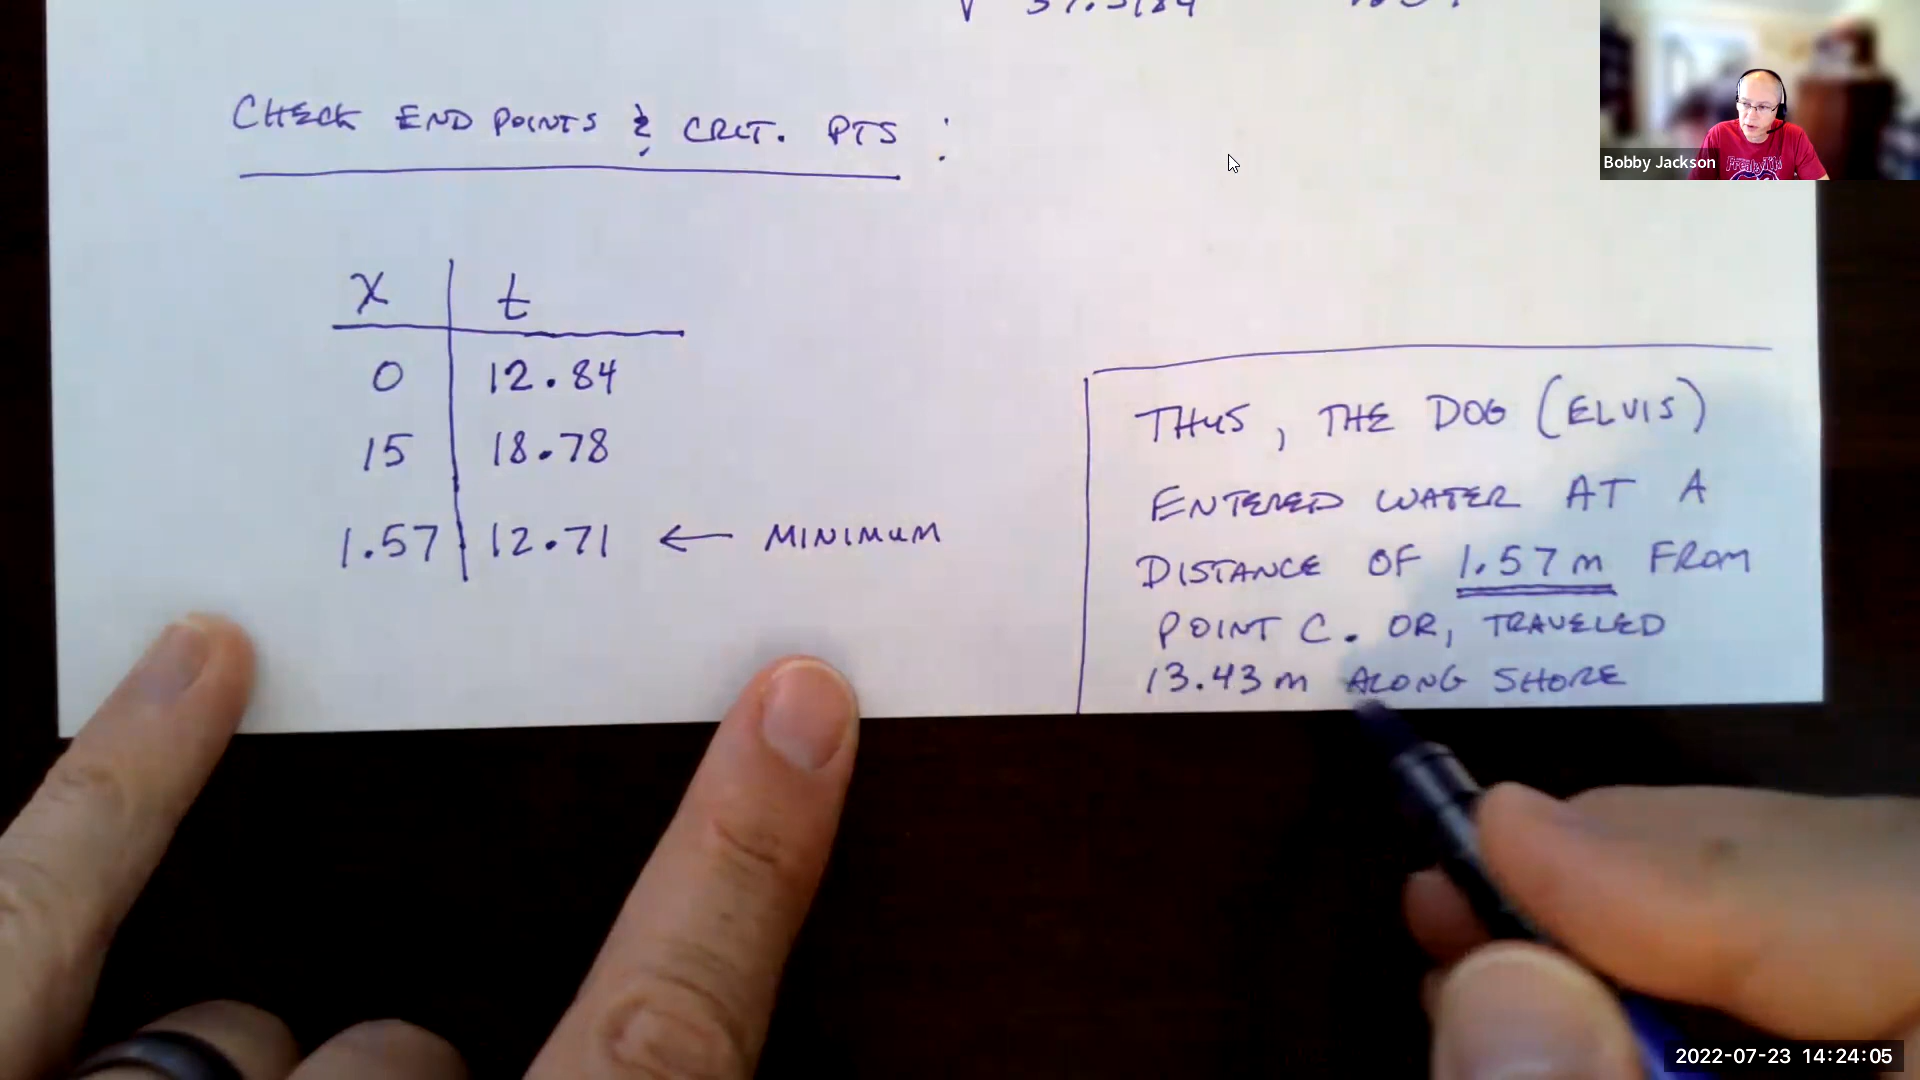 CHECK END POINTS & CRIT. PTS :
x t
0 12.84
15 18.78
1.57 12.71 ← MINIMUM
THUS, THE DOG (ELVIS)
ENTERED WATER AT A
DISTANCE OF 1.57 m FROM
POINT C. OR, TRAVELED
13.43 m ALONG SHORE
Bobby Jackson
2022-07-23 14:24:05